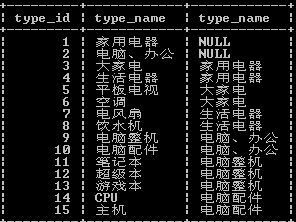 type_id type_name type_name
1 家用电器 NULL
2 电脑、办公 NULL
3 大家电 家用电器
4 生活电器 家用电器
5 平板电视 大家电
6 空调 大家电
7 电风扇 生活电器
8 饮水机 生活电器
9 电脑整机 电脑、办公
10 电脑配件 电脑、办公
11 笔记本 电脑整机
12 超级本 电脑整机
13 游戏本 电脑整机
14 CPU 电脑配件
15 主机 电脑配件